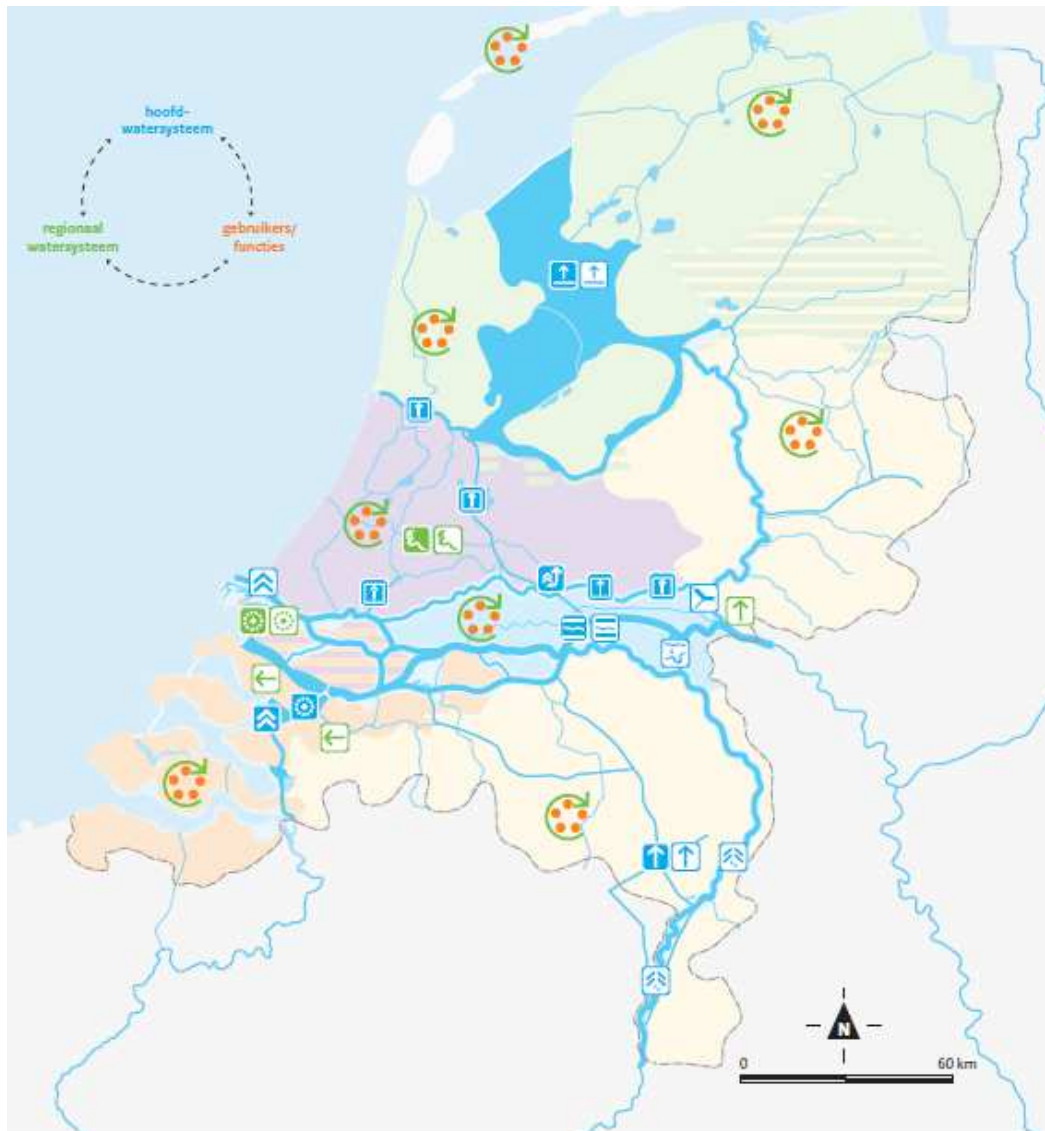 hoofd-
watersysteem
regionaal
watersysteem
gebruikers/
functies
N
0 60 km